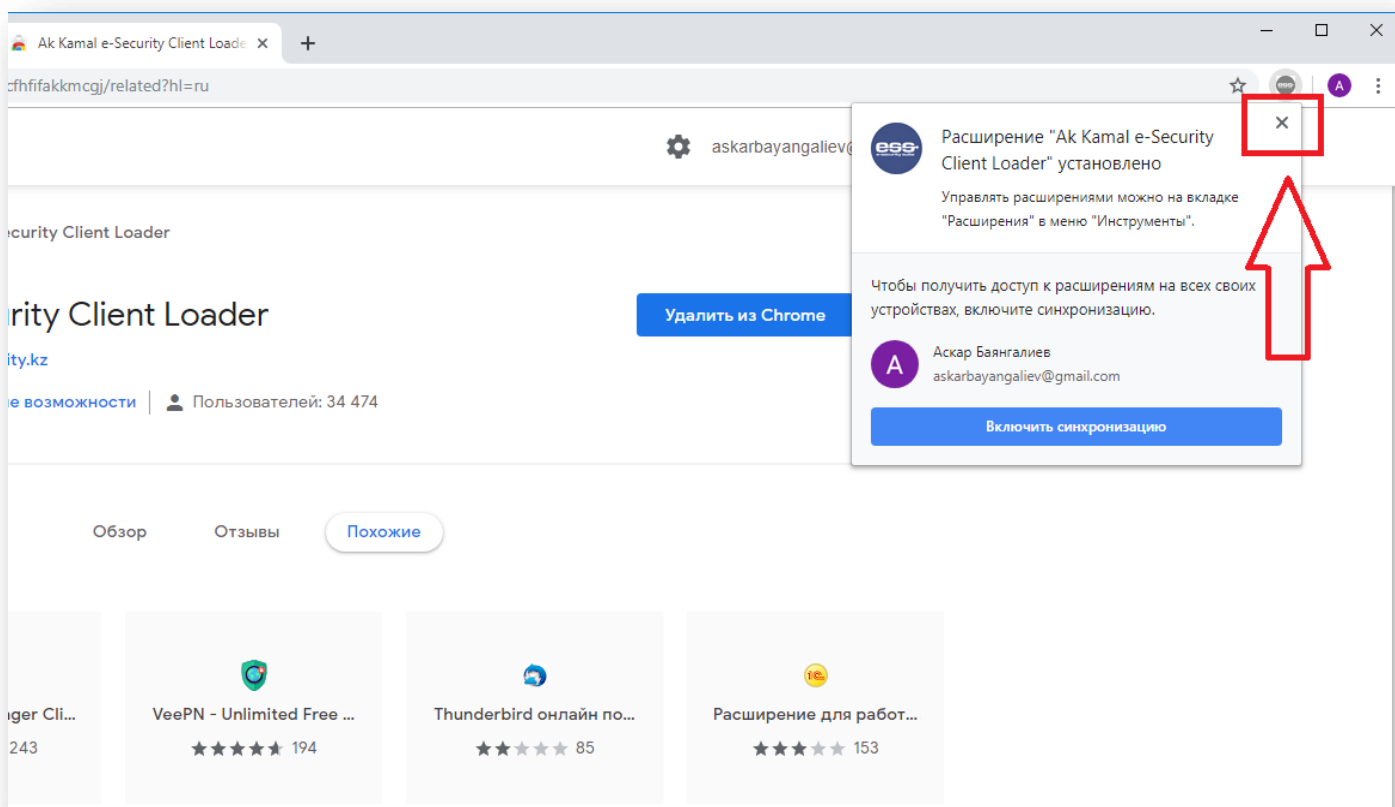 Ak Kamal e-Security Client Loade
cfhfifakkmcgj/related?hl=ru
A
askarbayangaliev@
ess
Расширение "Ak Kamal e-Security
Client Loader" установлено
Управлять расширениями можно на вкладке
"Расширения" в меню "Инструменты".
Чтобы получить доступ к расширениям на всех своих
устройствах, включите синхронизацию.
A
Аскар Баянгалиев
askarbayangaliev@gmail.com
Включить синхронизацию
ecurity Client Loader
rity Client Loader
Удалить из Chrome
ity.kz
е возможности
Пользователей: 34 474
Обзор
Отзывы
Похожие
ger Cli...
243
VeePN - Unlimited Free ...
194
Thunderbird онлайн по...
85
1С
Расширение для работ...
153